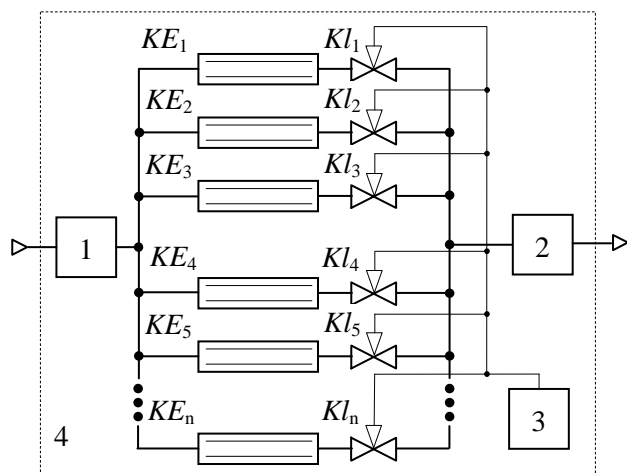 KE₁ Kl₁
KE₂ Kl₂
KE₃ Kl₃
1 2
KE₄ Kl₄
KE₅ Kl₅
KEₙ Klₙ
3
4